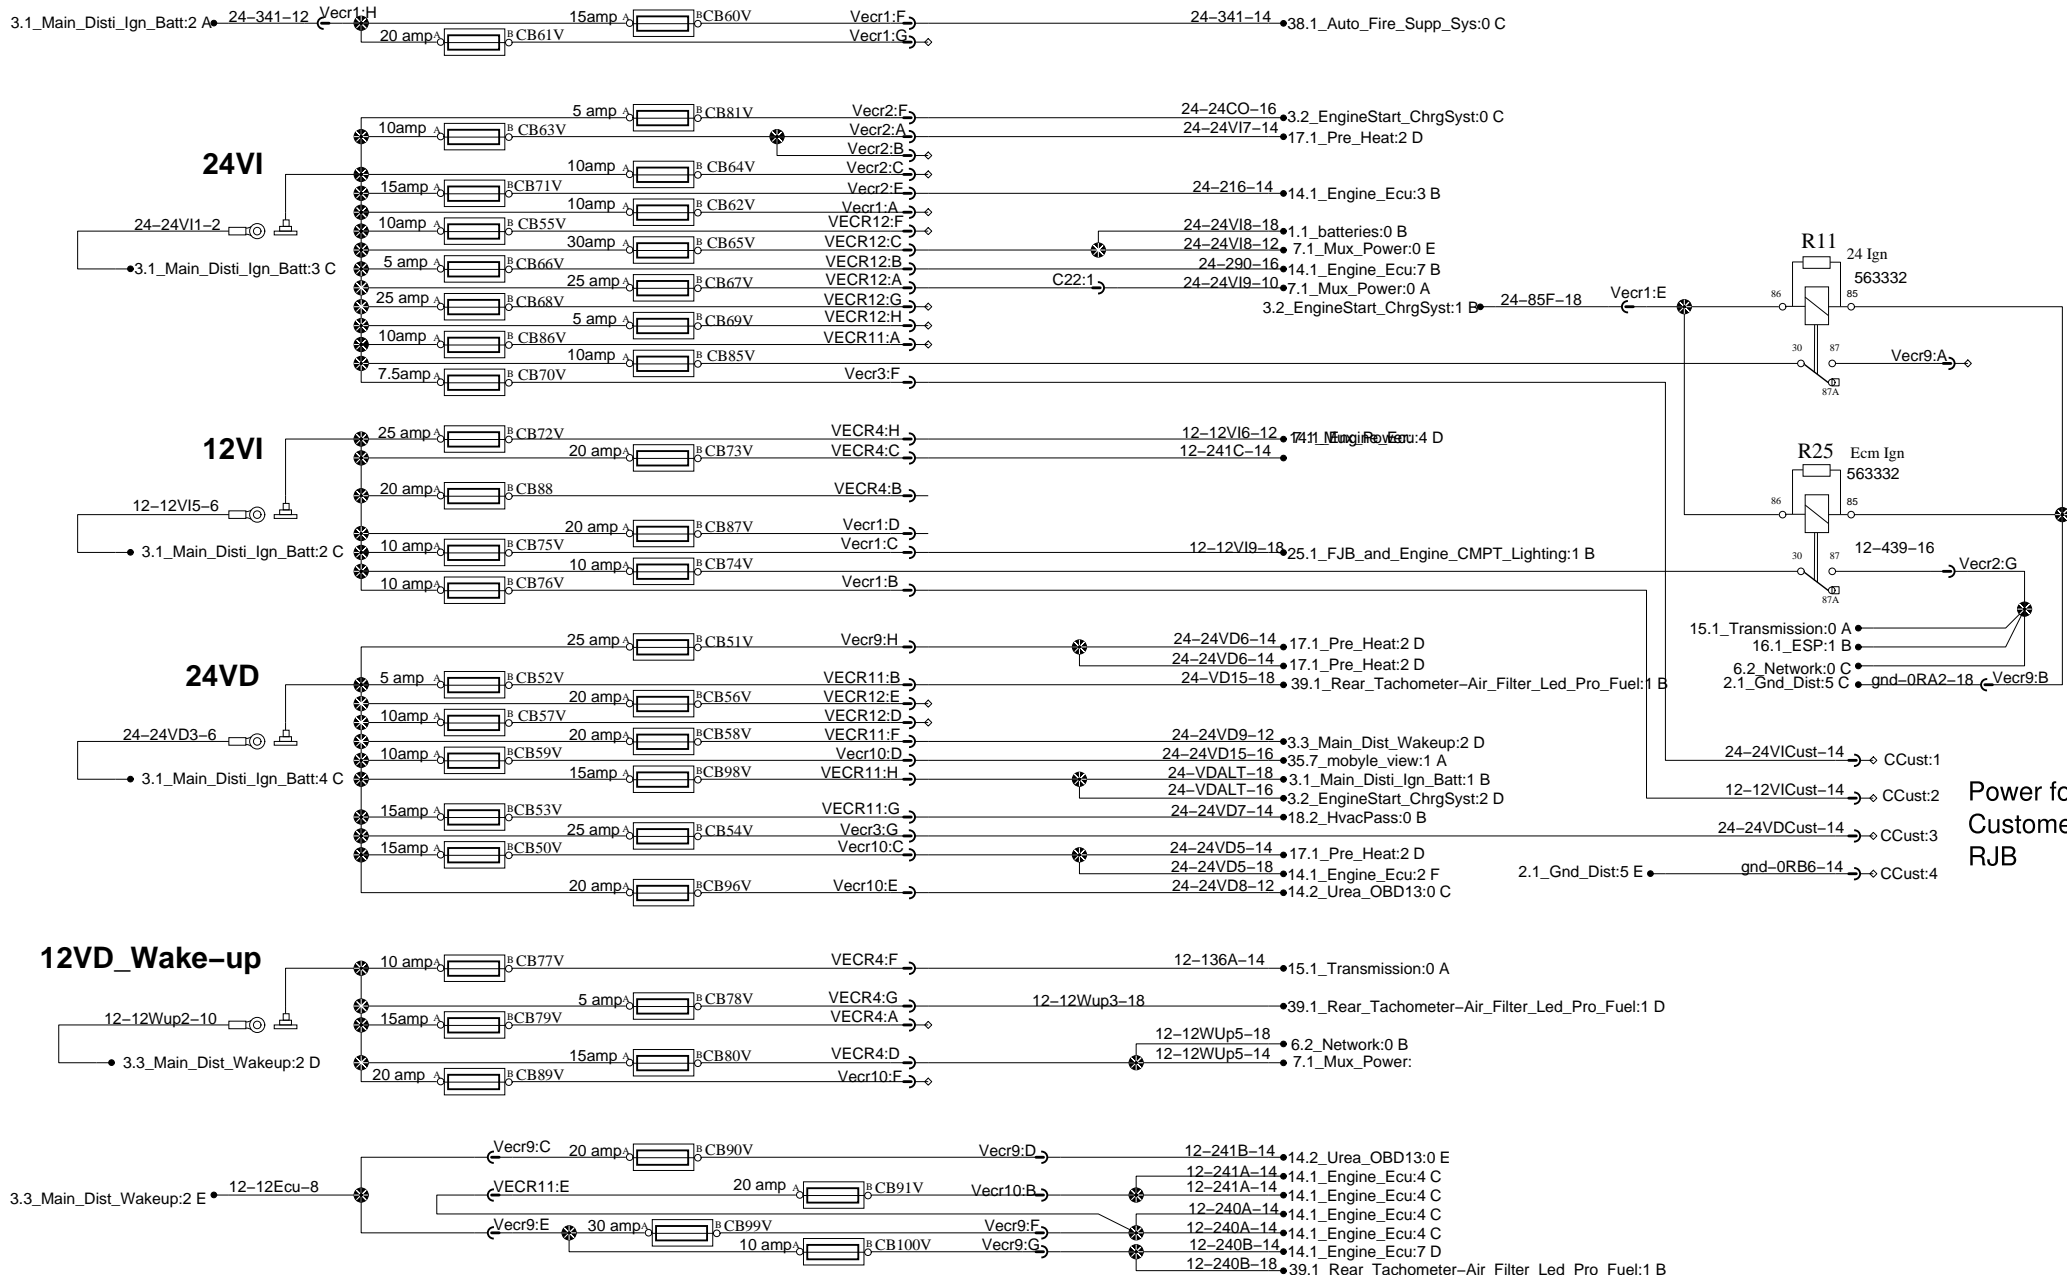 3.1_Main_Disti_Ign_Batt:2 A 24–341–12 Vecr1:H 15amp A B CB60V Vecr1:F 24–341–14 38.1_Auto_Fire_Supp_Sys:0 C
20 amp A B CB61V Vecr1:G
5 amp A B CB81V Vecr2:F 24–24CO–16 3.2_EngineStart_ChrgSyst:0 C
10amp A B CB63V Vecr2:A 24–24VI7–14 17.1_Pre_Heat:2 D
Vecr2:B
24VI
10amp A B CB64V Vecr2:C
15amp A B CB71V Vecr2:E 24–216–14 14.1_Engine_Ecu:3 B
10amp A B CB62V Vecr1:A
24–24VI1–2 10amp A B CB55V VECR12:F 24–24VI8–18 1.1_batteries:0 B
30amp A B CB65V VECR12:C 24–24VI8–12 7.1_Mux_Power:0 E
R11 24 Ign
563332
3.1_Main_Disti_Ign_Batt:3 C 5 amp A B CB66V VECR12:B 24–290–16 14.1_Engine_Ecu:7 B
25 amp A B CB67V VECR12:A C22:1 24–24VI9–10 7.1_Mux_Power:0 A
25 amp A B CB68V VECR12:G 3.2_EngineStart_ChrgSyst:1 B 24–85F–18 Vecr1:E 86 85
5 amp A B CB69V VECR12:H
10amp A B CB86V VECR11:A
10amp A B CB85V 30 87 Vecr9:A
7.5amp A B CB70V Vecr3:F 87A
12VI
25 amp A B CB72V VECR4:H 12–12VI6–12
20 amp A B CB73V VECR4:C 12–241C–14
R25 Ecm Ign
563332
20 amp A B CB88 VECR4:B
12–12VI5–6 86 85
20 amp A B CB87V Vecr1:D
3.1_Main_Disti_Ign_Batt:2 C 10 amp A B CB75V Vecr1:C 12–12VI9–18 25.1_FJB_and_Engine_CMPT_Lighting:1 B
10 amp A B CB74V 30 87 12–439–16 Vecr2:G
10 amp A B CB76V Vecr1:B 87A
15.1_Transmission:0 A
16.1_ESP:1 B
6.2_Network:0 C
2.1_Gnd_Dist:5 C gnd–0RA2–18 Vecr9:B
25 amp A B CB51V Vecr9:H 24–24VD6–14 17.1_Pre_Heat:2 D
24–24VD6–14 17.1_Pre_Heat:2 D
24VD
5 amp A B CB52V VECR11:B 24–VD15–18 39.1_Rear_Tachometer–Air_Filter_Led_Pro_Fuel:1 B
20 amp A B CB56V VECR12:E
10amp A B CB57V VECR12:D
24–24VD3–6 20 amp A B CB58V VECR11:F 24–24VD9–12 3.3_Main_Dist_Wakeup:2 D
10amp A B CB59V Vecr10:D 24–24VD15–16 35.7_mobyle_view:1 A
3.1_Main_Disti_Ign_Batt:4 C 15amp A B CB98V VECR11:H 24–VDALT–18 3.1_Main_Disti_Ign_Batt:1 B
24–VDALT–16 3.2_EngineStart_ChrgSyst:2 D
15amp A B CB53V VECR11:G 24–24VD7–14 18.2_HvacPass:0 B
25 amp A B CB54V Vecr3:G
15amp A B CB50V Vecr10:C 24–24VD5–14 17.1_Pre_Heat:2 D
24–24VD5–18 14.1_Engine_Ecu:2 F
20 amp A B CB96V Vecr10:E 24–24VD8–12 14.2_Urea_OBD13:0 C
24–24VICust–14 CCust:1
12–12VICust–14 CCust:2
24–24VDCust–14 CCust:3
2.1_Gnd_Dist:5 E gnd–0RB6–14 CCust:4
Power fo
Custome
RJB
12VD_Wake–up
10 amp A B CB77V VECR4:F 12–136A–14 15.1_Transmission:0 A
5 amp A B CB78V VECR4:G 12–12Wup3–18 39.1_Rear_Tachometer–Air_Filter_Led_Pro_Fuel:1 D
12–12Wup2–10 15amp A B CB79V VECR4:A
12–12WUp5–18 6.2_Network:0 B
3.3_Main_Dist_Wakeup:2 D 15amp A B CB80V VECR4:D 12–12WUp5–14 7.1_Mux_Power:
20 amp A B CB89V Vecr10:F
Vecr9:C 20 amp A B CB90V Vecr9:D 12–241B–14 14.2_Urea_OBD13:0 E
12–241A–14 14.1_Engine_Ecu:4 C
3.3_Main_Dist_Wakeup:2 E 12–12Ecu–8 VECR11:E 20 amp A B CB91V Vecr10:B 12–241A–14 14.1_Engine_Ecu:4 C
12–240A–14 14.1_Engine_Ecu:4 C
Vecr9:E 30 amp A B CB99V Vecr9:F 12–240A–14 14.1_Engine_Ecu:4 C
10 amp A B CB100V Vecr9:G 12–240B–14 14.1_Engine_Ecu:7 D
12–240B–18 39.1_Rear_Tachometer–Air_Filter_Led_Pro_Fuel:1 B